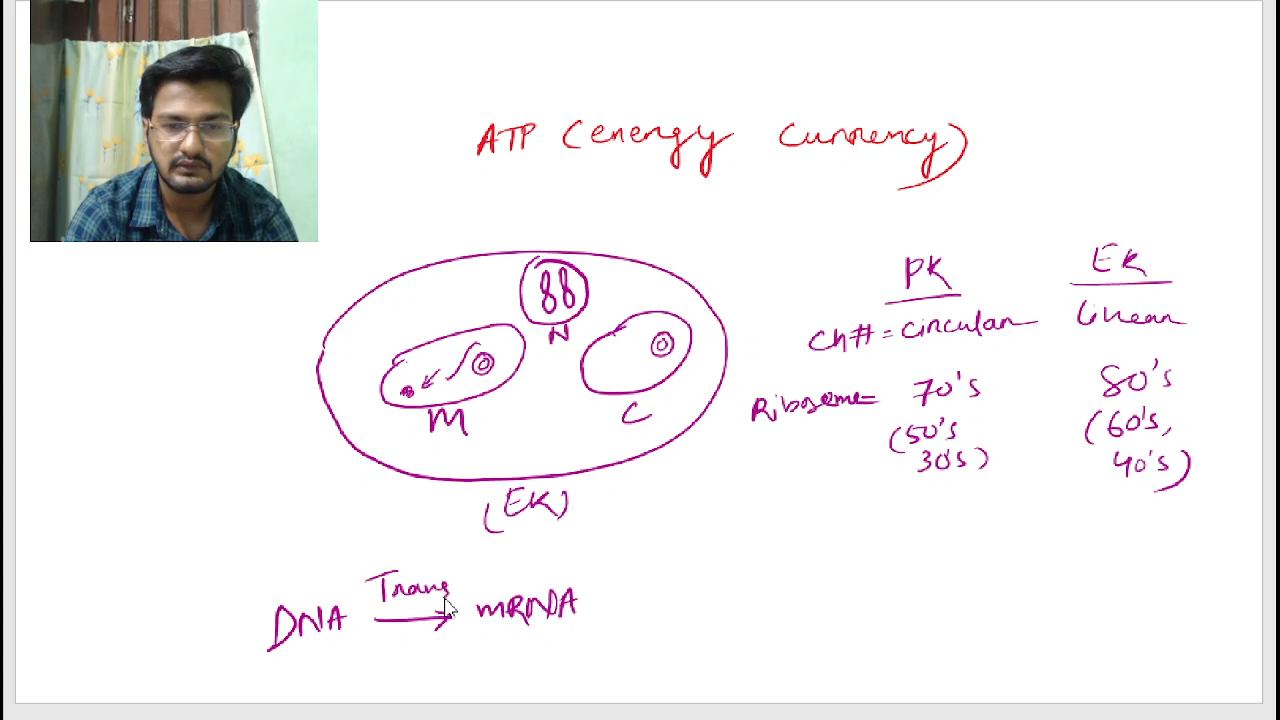 ATP (energy currency)
PK EK
Ch# = circular linear
Ribosome = 70's 80's
(50's (60's,
30's) 40's)
N
M C
(EK)
Trans
DNA → mRNA